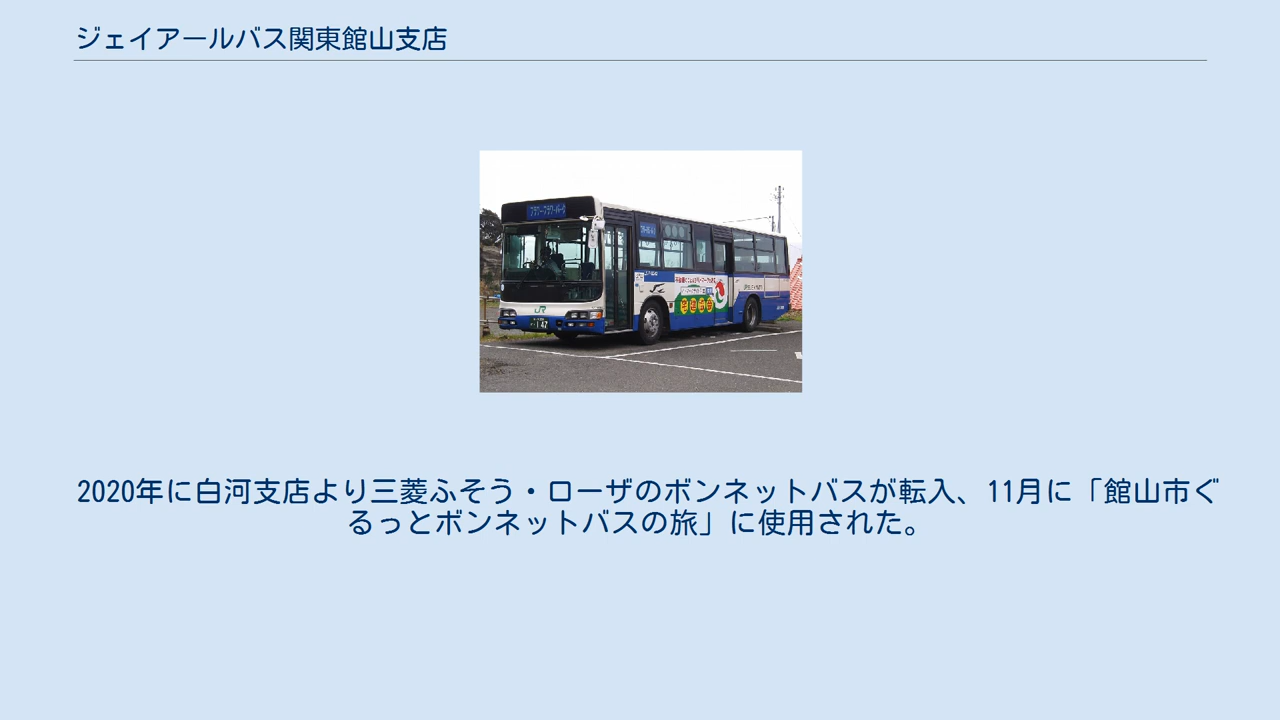 ジェイアールバス関東館山支店
JR
147
2020年に白河支店より三菱ふそう・ローザのボンネットバスが転入、11月に「館山市ぐ
るっとボンネットバスの旅」に使用された。